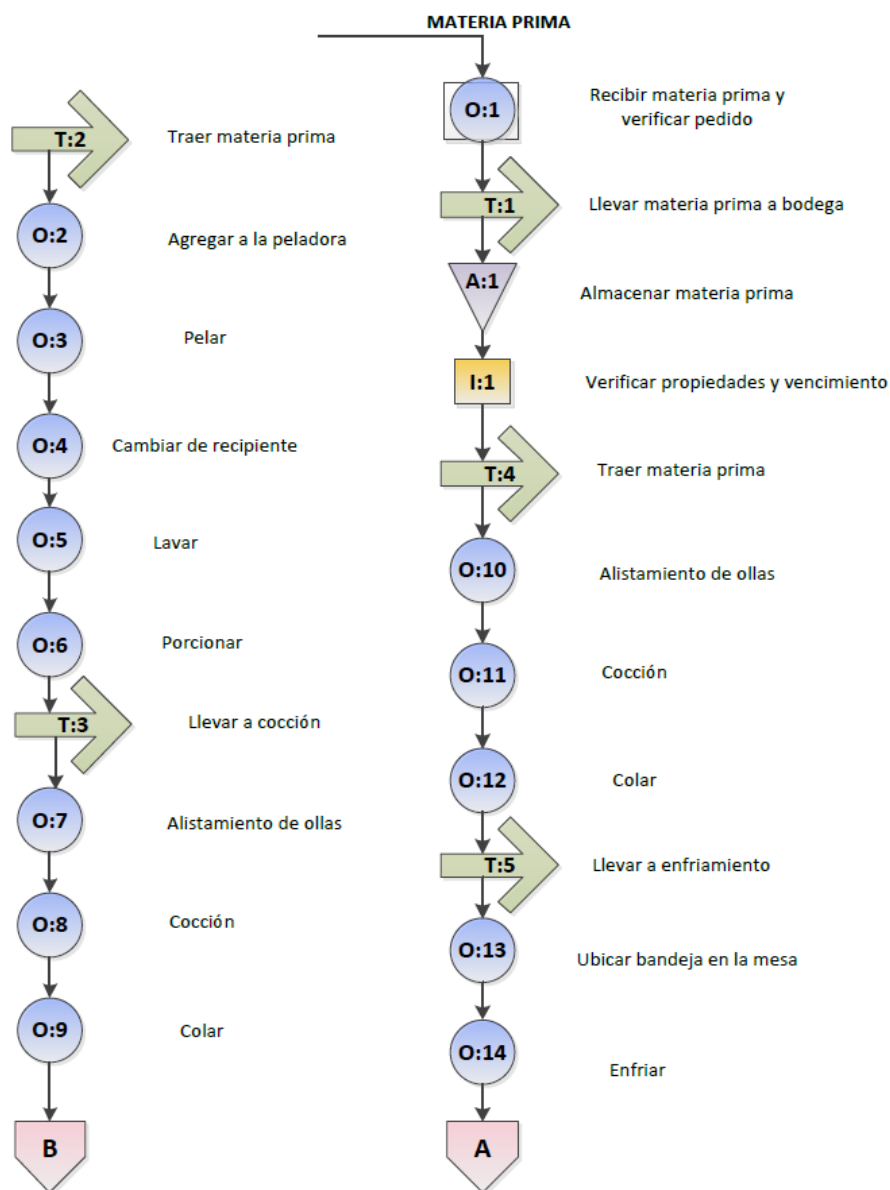 MATERIA PRIMA
T:2
Traer materia prima
O:2
Agregar a la peladora
O:3
Pelar
O:4
Cambiar de recipiente
O:5
Lavar
O:6
Porcionar
T:3
Llevar a cocción
O:7
Alistamiento de ollas
O:8
Cocción
O:9
Colar
B
O:1
Recibir materia prima y
verificar pedido
T:1
Llevar materia prima a bodega
A:1
Almacenar materia prima
I:1
Verificar propiedades y vencimiento
T:4
Traer materia prima
O:10
Alistamiento de ollas
O:11
Cocción
O:12
Colar
T:5
Llevar a enfriamiento
O:13
Ubicar bandeja en la mesa
O:14
Enfriar
A